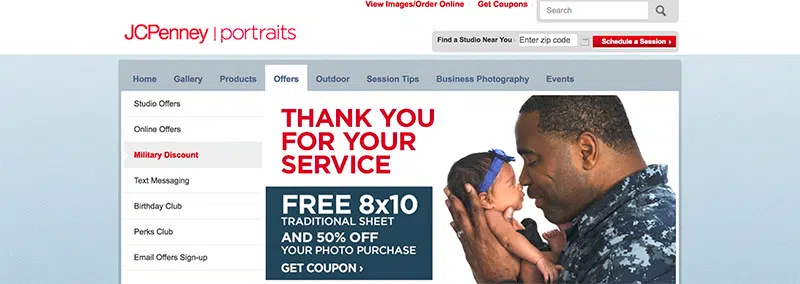 View Images/Order Online Get Coupons
Search
JCPenney | portraits
Find a Studio Near You Enter zip code Schedule a Session ›
Home Gallery Products Offers Outdoor Session Tips Business Photography Events
Studio Offers
Online Offers
Military Discount
Text Messaging
Birthday Club
Perks Club
Email Offers Sign-up
THANK YOU
FOR YOUR
SERVICE
FREE 8x10
TRADITIONAL SHEET
AND 50% OFF
YOUR PHOTO PURCHASE
GET COUPON ›